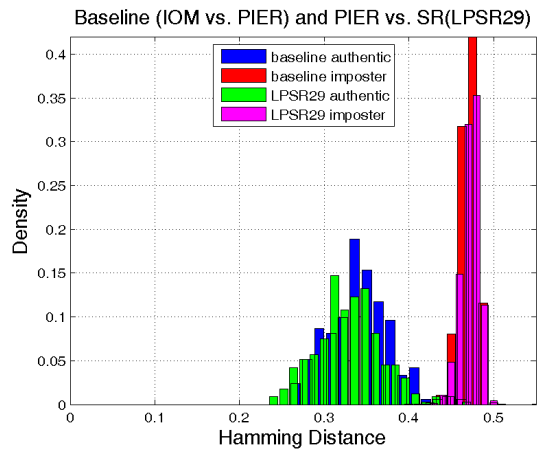 Baseline (IOM vs. PIER) and PIER vs. SR(LPSR29)
baseline authentic
baseline imposter
LPSR29 authentic
LPSR29 imposter
0.4
0.35
0.3
0.25
0.2
0.15
0.1
0.05
0
Density
0 0.1 0.2 0.3 0.4 0.5
Hamming Distance